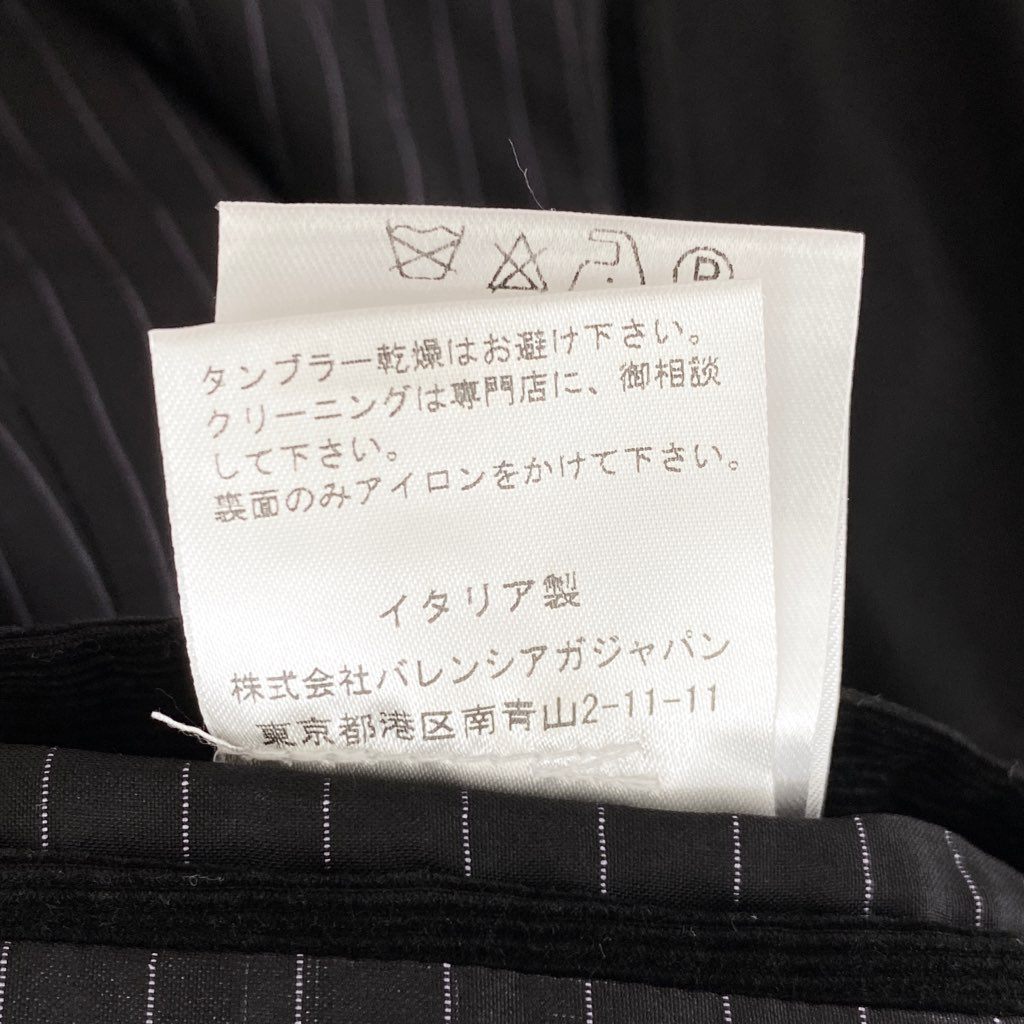 P
タンブラー乾燥はお避け下さい。
クリーニングは専門店に、御相談
して下さい。
裏面のみアイロンをかけて下さい。
イタリア製
株式会社バレンシアガジャパン
東京都港区南青山2-11-11